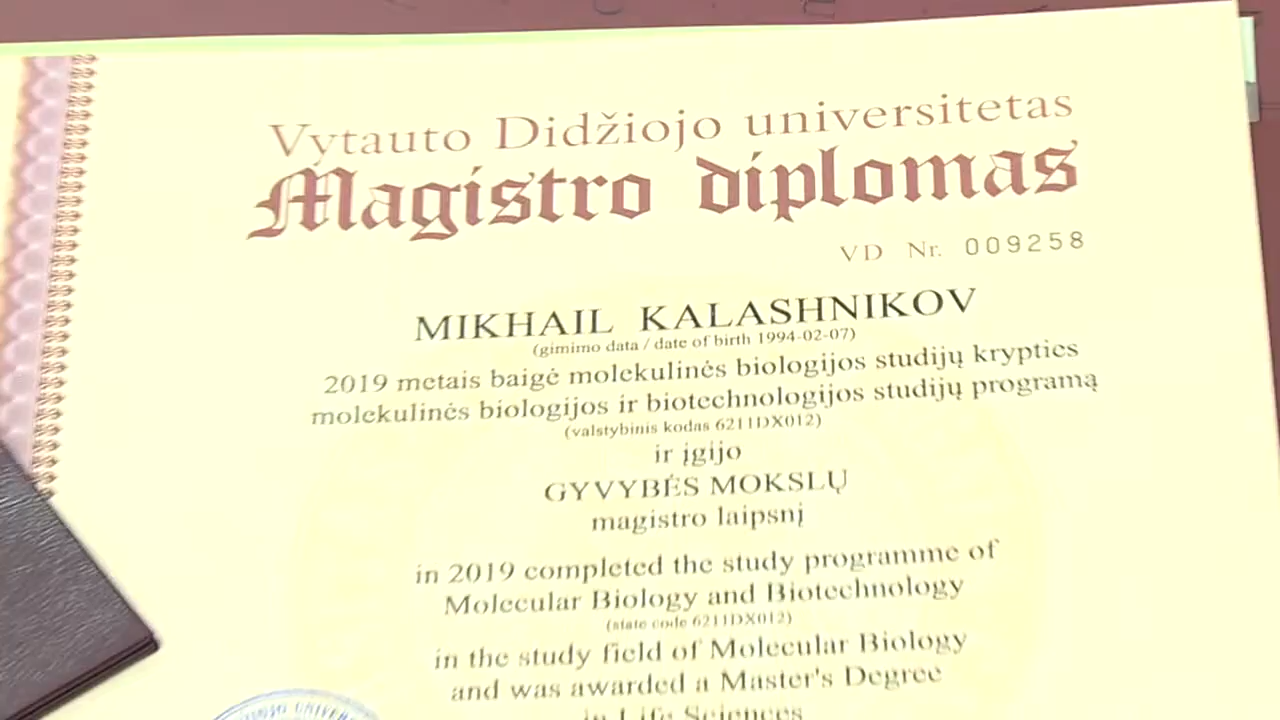 Vytauto Didžiojo universitetas
Magistro diplomas
VD Nr. 009258
MIKHAIL KALASHNIKOV
(gimimo data / date of birth 1994-02-07)
2019 metais baigė molekulinės biologijos studijų krypties
molekulinės biologijos ir biotechnologijos studijų programą
(valstybinis kodas 6211DX012)
ir įgijo
GYVYBĖS MOKSLŲ
magistro laipsnį
in 2019 completed the study programme of
Molecular Biology and Biotechnology
(state code 6211DX012)
in the study field of Molecular Biology
and was awarded a Master's Degree
in Life Sciences